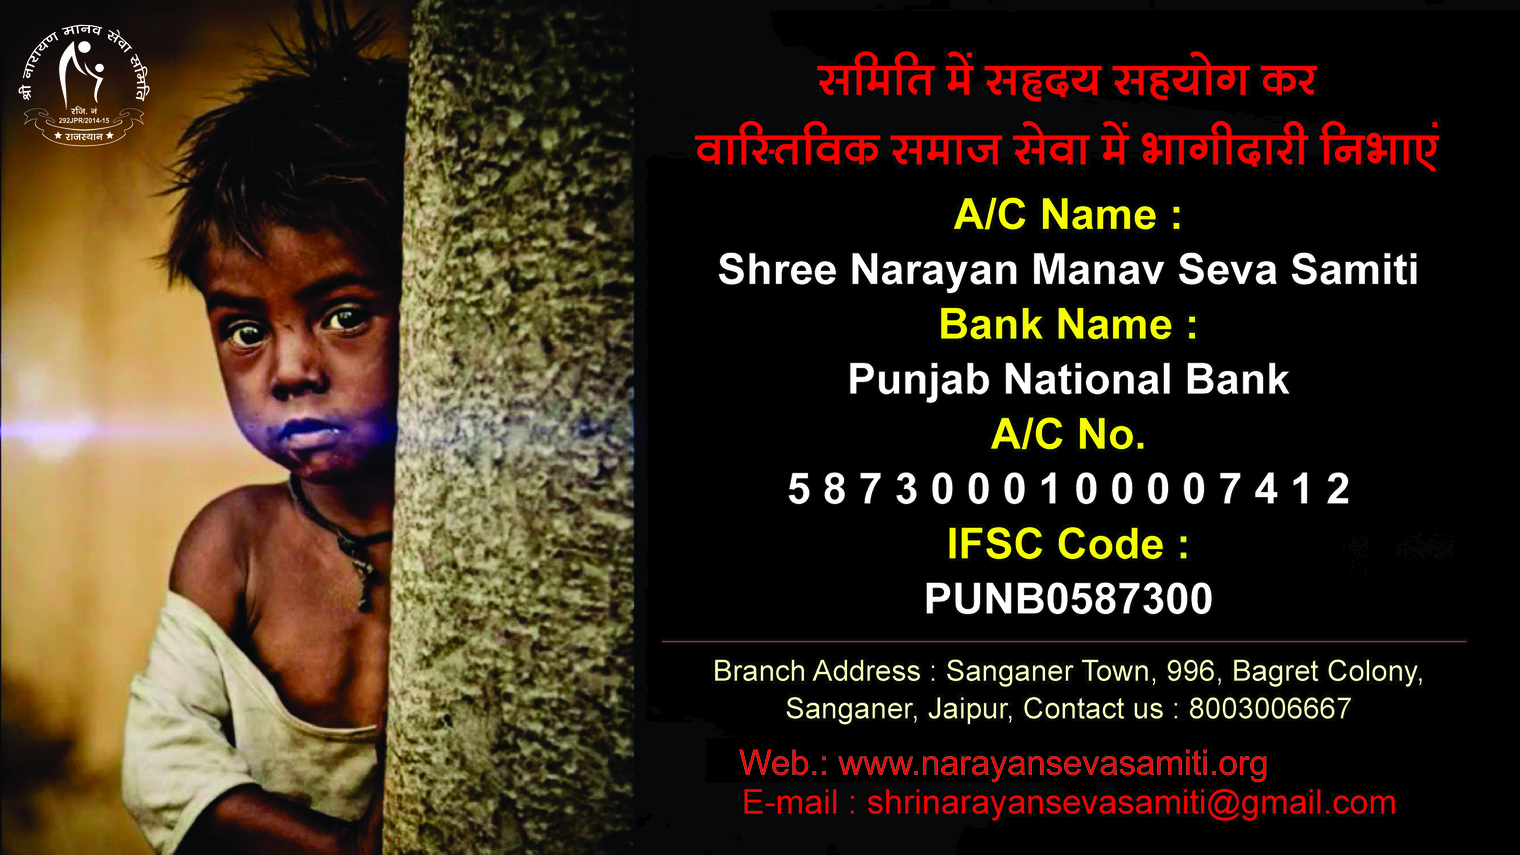 श्री नारायण मानव सेवा समिति
रजि. न
292JPR/2014-15
राजस्थान
समिति में सहृदय सहयोग कर
वास्तिविक समाज सेवा में भागीदारी निभाएं
A/C Name :
Shree Narayan Manav Seva Samiti
Bank Name :
Punjab National Bank
A/C No.
5 8 7 3 0 0 0 1 0 0 0 0 7 4 1 2
IFSC Code :
PUNB0587300
Branch Address : Sanganer Town, 996, Bagret Colony,
Sanganer, Jaipur, Contact us : 8003006667
Web.: www.narayansevasamiti.org
E-mail : shrinarayansevasamiti@gmail.com